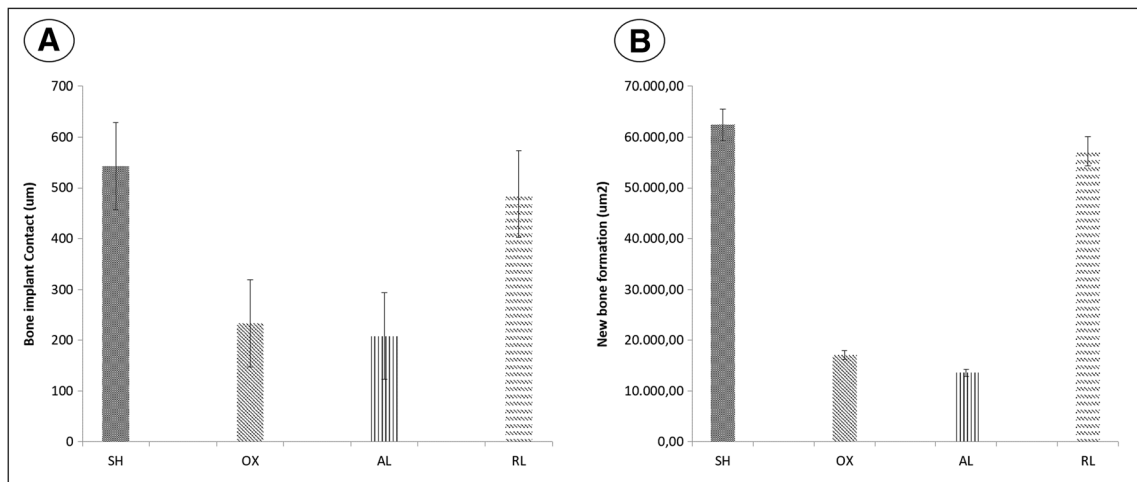 A
700
600
500
400
300
200
100
0
Bone implant Contact (um)
SH OX AL RL
B
70.000,00
60.000,00
50.000,00
40.000,00
30.000,00
20.000,00
10.000,00
0,00
New bone formation (um2)
SH OX AL RL